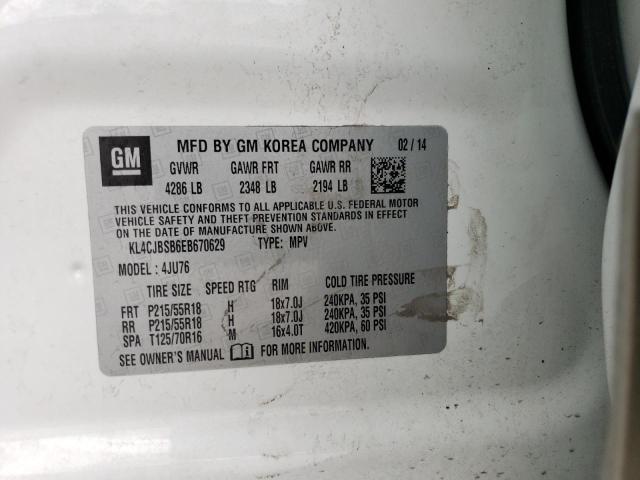 GM
MFD BY GM KOREA COMPANY 02 / 14
GVWR GAWR FRT GAWR RR
4286 LB 2348 LB 2194 LB
THIS VEHICLE CONFORMS TO ALL APPLICABLE U.S. FEDERAL MOTOR
VEHICLE SAFETY AND THEFT PREVENTION STANDARDS IN EFFECT
ON THE DATE OF MANUFACTURE SHOWN ABOVE.
KL4CJBSB6EB670629 TYPE: MPV
MODEL : 4JU76
TIRE SIZE SPEED RTG RIM COLD TIRE PRESSURE
FRT P215/55R18 H 18x7.0J 240KPA, 35 PSI
RR P215/55R18 H 18x7.0J 240KPA, 35 PSI
SPA T125/70R16 M 16x4.0T 420KPA, 60 PSI
SEE OWNER'S MANUAL FOR MORE INFORMATION.